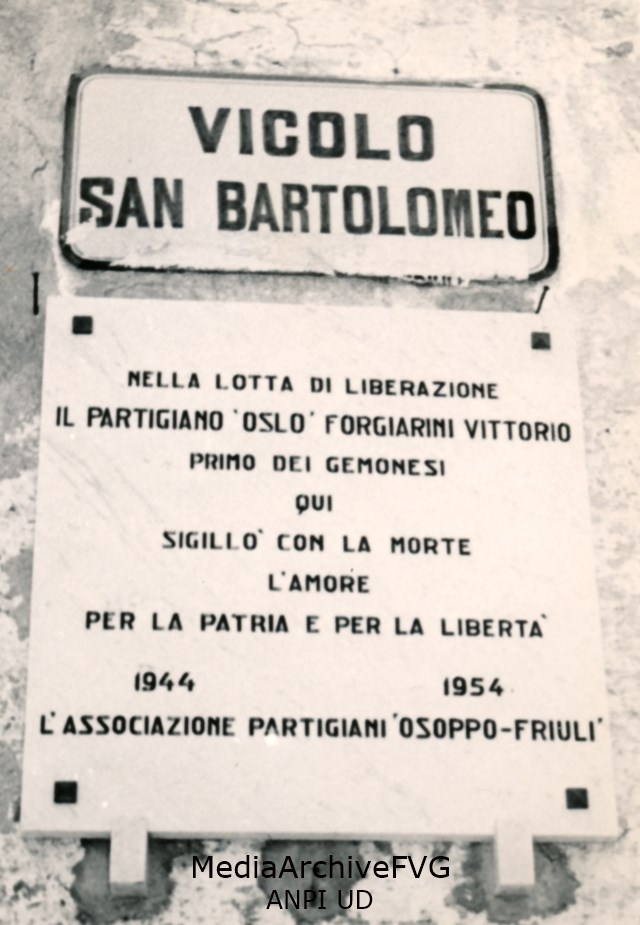 VICOLO
SAN BARTOLOMEO
NELLA LOTTA DI LIBERAZIONE
IL PARTIGIANO 'OSLO' FORGIARINI VITTORIO
PRIMO DEI GEMONESI
QUI
SIGILLO' CON LA MORTE
L'AMORE
PER LA PATRIA E PER LA LIBERTA'
1944 1954
L'ASSOCIAZIONE PARTIGIANI 'OSOPPO-FRIULI'
MediaArchiveFVG
ANPI UD